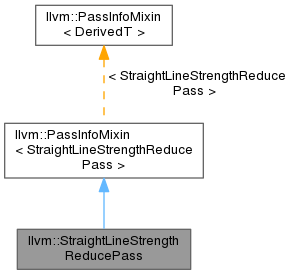 llvm::PassInfoMixin
< DerivedT >
< StraightLineStrengthReduce
Pass >
llvm::PassInfoMixin
< StraightLineStrengthReduce
Pass >
llvm::StraightLineStrength
ReducePass